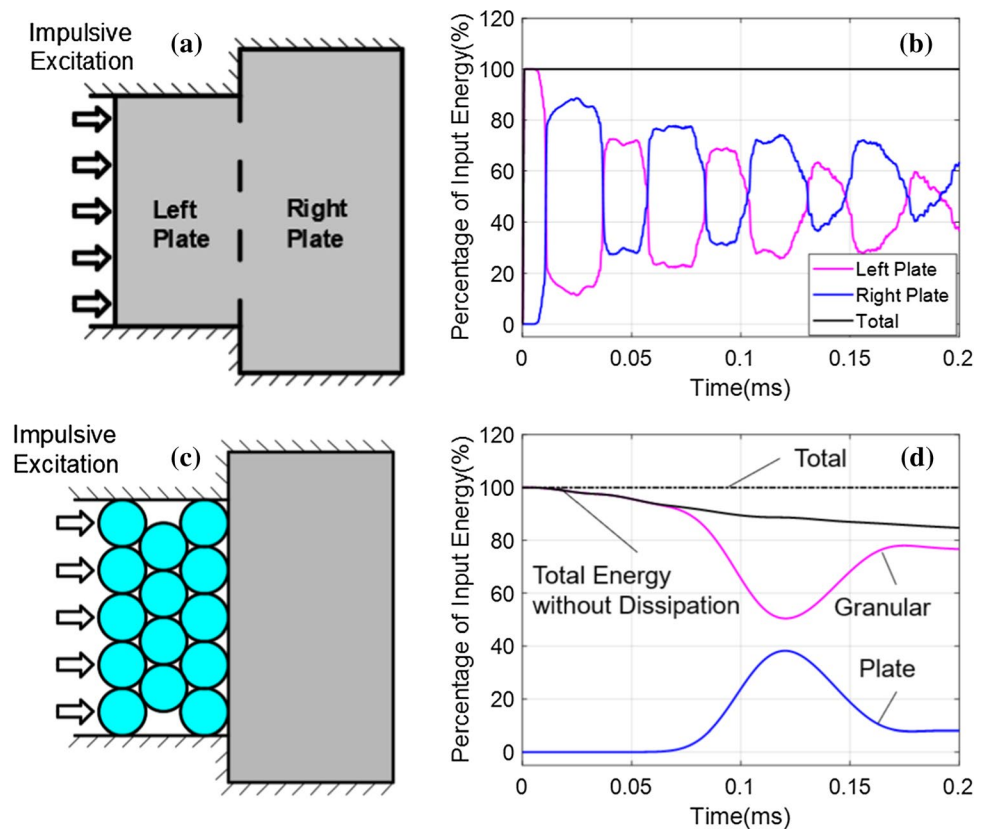 Impulsive
Excitation
(a)
Left
Plate
Right
Plate
(b)
Percentage of Input Energy(%)
120
100
80
60
40
20
0
Left Plate
Right Plate
Total
0 0.05 0.1 0.15 0.2
Time(ms)
Impulsive
Excitation
(c)
(d)
Percentage of Input Energy(%)
120
100
80
60
40
20
0
Total
Total Energy
without Dissipation
Granular
Plate
0 0.05 0.1 0.15 0.2
Time(ms)